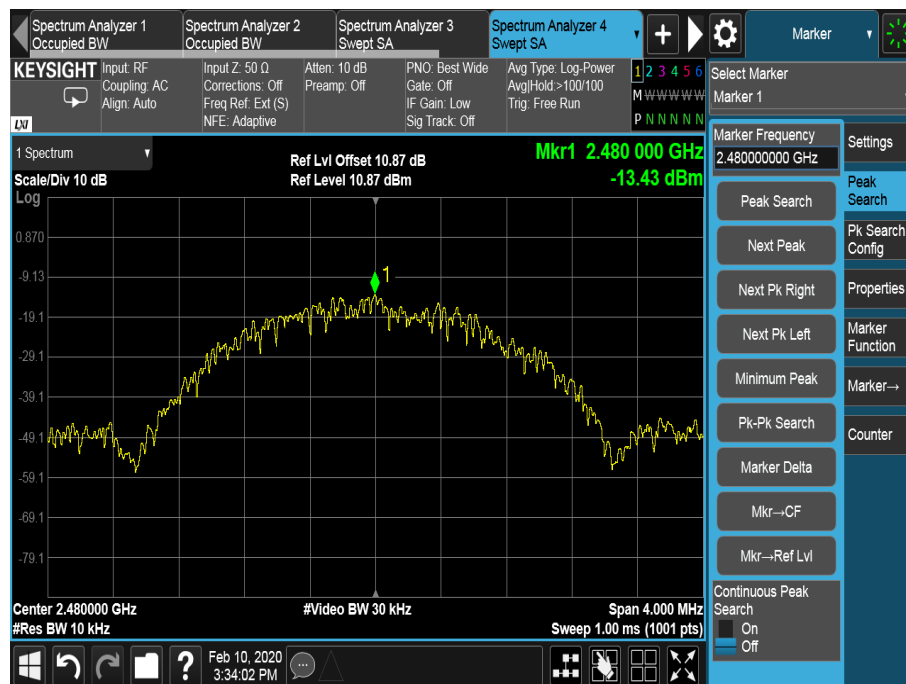 Spectrum Analyzer 1
Occupied BW
Spectrum Analyzer 2
Occupied BW
Spectrum Analyzer 3
Swept SA
Spectrum Analyzer 4
Swept SA
Marker
KEYSIGHT
LXI
Input: RF
Coupling: AC
Align: Auto
Input Z: 50 Ω
Corrections: Off
Freq Ref: Ext (S)
NFE: Adaptive
Atten: 10 dB
Preamp: Off
PNO: Best Wide
Gate: Off
IF Gain: Low
Sig Track: Off
Avg Type: Log-Power
Avg|Hold:>100/100
Trig: Free Run
1 2 3 4 5 6
M W W W W W
P N N N N N
Select Marker
Marker 1
1 Spectrum
Scale/Div 10 dB
Log
Ref Lvl Offset 10.87 dB
Ref Level 10.87 dBm
Mkr1 2.480 000 GHz
-13.43 dBm
0.870
-9.13
-19.1
-29.1
-39.1
-49.1
-59.1
-69.1
-79.1
1
Center 2.480000 GHz
#Res BW 10 kHz
#Video BW 30 kHz
Span 4.000 MHz
Sweep 1.00 ms (1001 pts)
Marker Frequency
2.480000000 GHz
Peak Search
Next Peak
Next Pk Right
Next Pk Left
Minimum Peak
Pk-Pk Search
Marker Delta
Mkr→CF
Mkr→Ref Lvl
Continuous Peak
Search
On
Off
Settings
Peak
Search
Pk Search
Config
Properties
Marker
Function
Marker→
Counter
?
Feb 10, 2020
3:34:02 PM